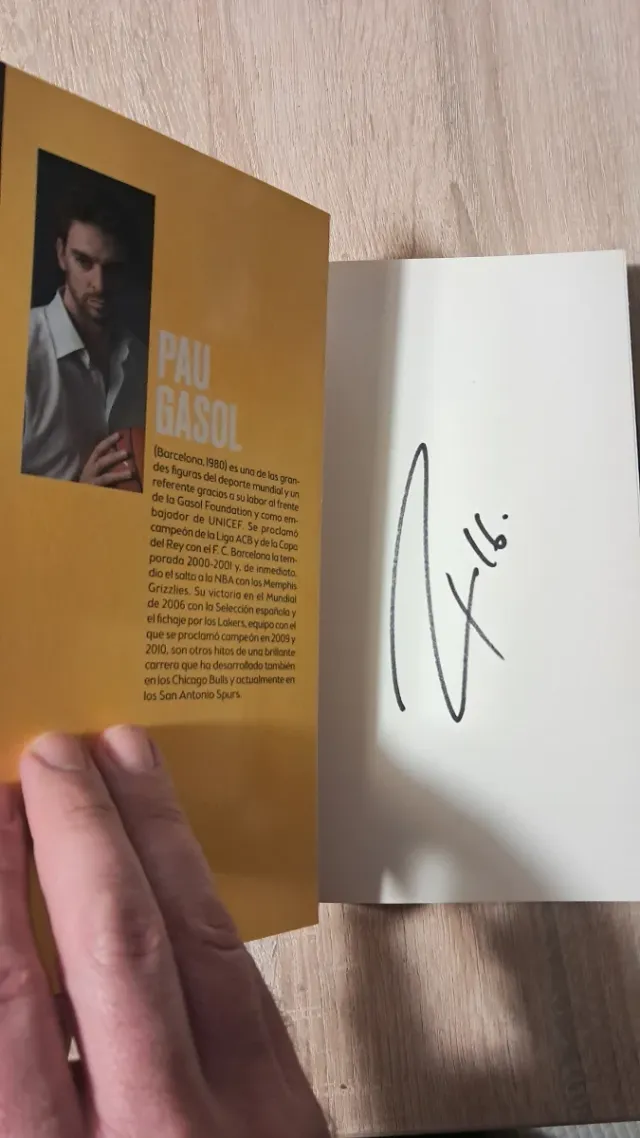 PAU
GASOL
(Barcelona, 1980) es una de las gran-
des figuras del deporte mundial y un
referente gracias a su labor al frente
de la Gasol Foundation y como em-
bajador de UNICEF. Se proclamó
campeón de la Liga ACB y de la Copa
del Rey con el F. C. Barcelona la tem-
porada 2000-2001 y, de inmediato,
dio el salto a la NBA con los Memphis
Grizzlies. Su victoria en el Mundial
de 2006 con la Selección española y
el fichaje por los Lakers, equipo con el
que se proclamó campeón en 2009 y
2010, son otros hitos de una brillante
carrera que ha desarrollado también
en los Chicago Bulls y actualmente en
los San Antonio Spurs.
16.